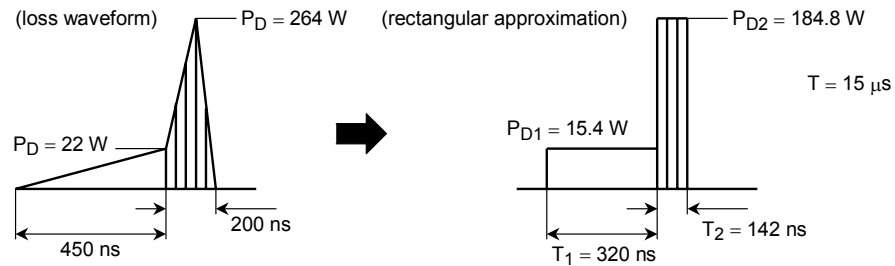 (loss waveform)
P_D = 264 W
P_D = 22 W
200 ns
450 ns
(rectangular approximation)
P_D2 = 184.8 W
T = 15 μs
P_D1 = 15.4 W
T_2 = 142 ns
T_1 = 320 ns